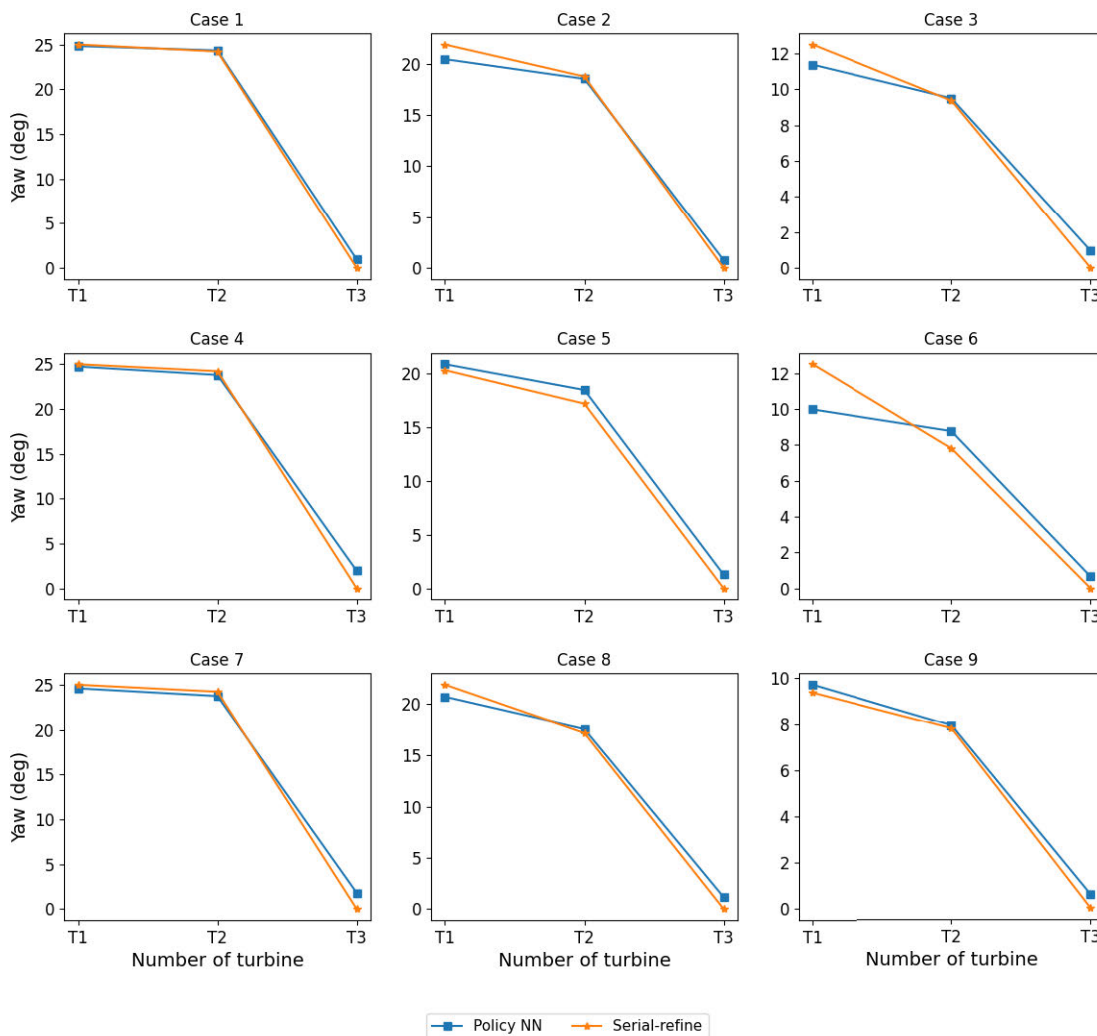 Case 1
Case 2
Case 3
Yaw (deg)
25
20
15
10
5
0
T1 T2 T3
20
15
10
5
0
T1 T2 T3
12
10
8
6
4
2
0
T1 T2 T3
Case 4
Case 5
Case 6
Yaw (deg)
25
20
15
10
5
0
T1 T2 T3
20
15
10
5
0
T1 T2 T3
12
10
8
6
4
2
0
T1 T2 T3
Case 7
Case 8
Case 9
Yaw (deg)
25
20
15
10
5
0
T1 T2 T3
Number of turbine
20
15
10
5
0
T1 T2 T3
Number of turbine
10
8
6
4
2
0
T1 T2 T3
Number of turbine
Policy NN Serial-refine